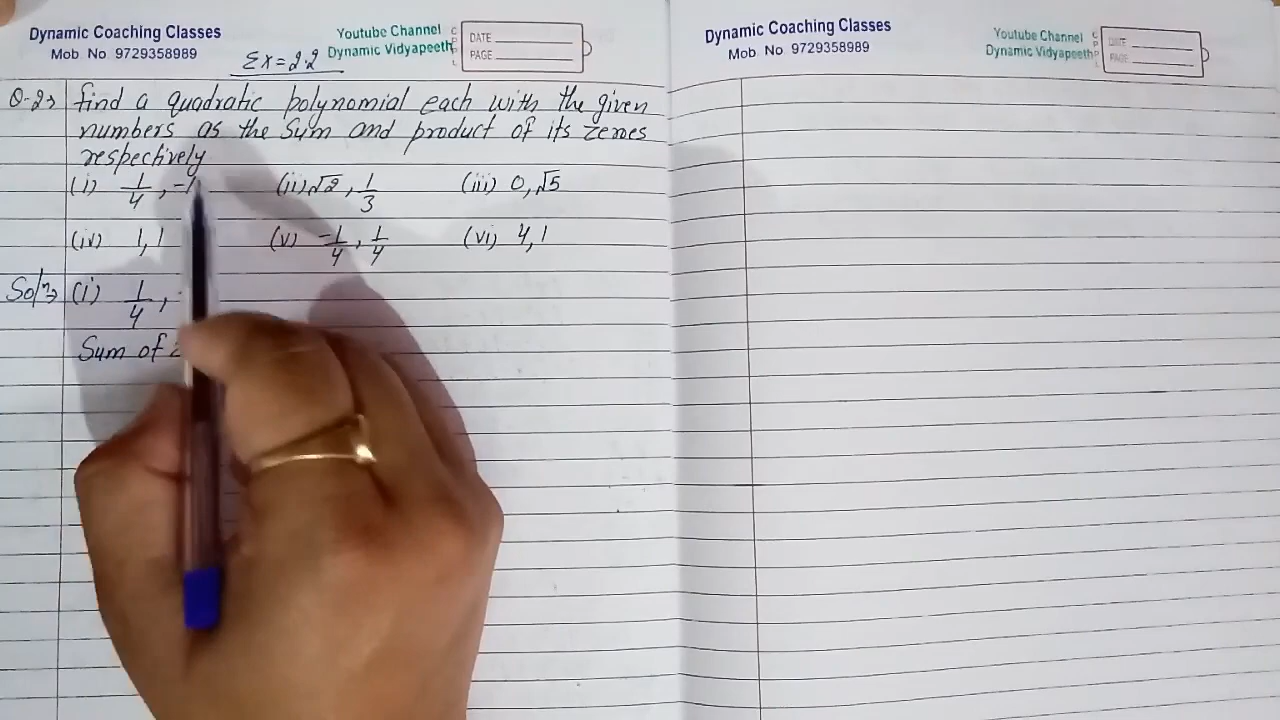 Dynamic Coaching Classes
Mob No 9729358989
Ex=2.2
Youtube Channel
Dynamic Vidyapeeth
DATE
PAGE
Q-2⇒ find a quadratic polynomial each with the given
numbers as the Sum and product of its zeroes
respectively
(i) 1/4, -1 (ii) √2, 1/3 (iii) 0, √5
(iv) 1, 1 (v) -1/4, 1/4 (vi) 4, 1
Solⁿ⇒ (i) 1/4,
Sum of
Dynamic Coaching Classes
Mob No 9729358989
Youtube Channel
Dynamic Vidyapeeth
DATE
PAGE